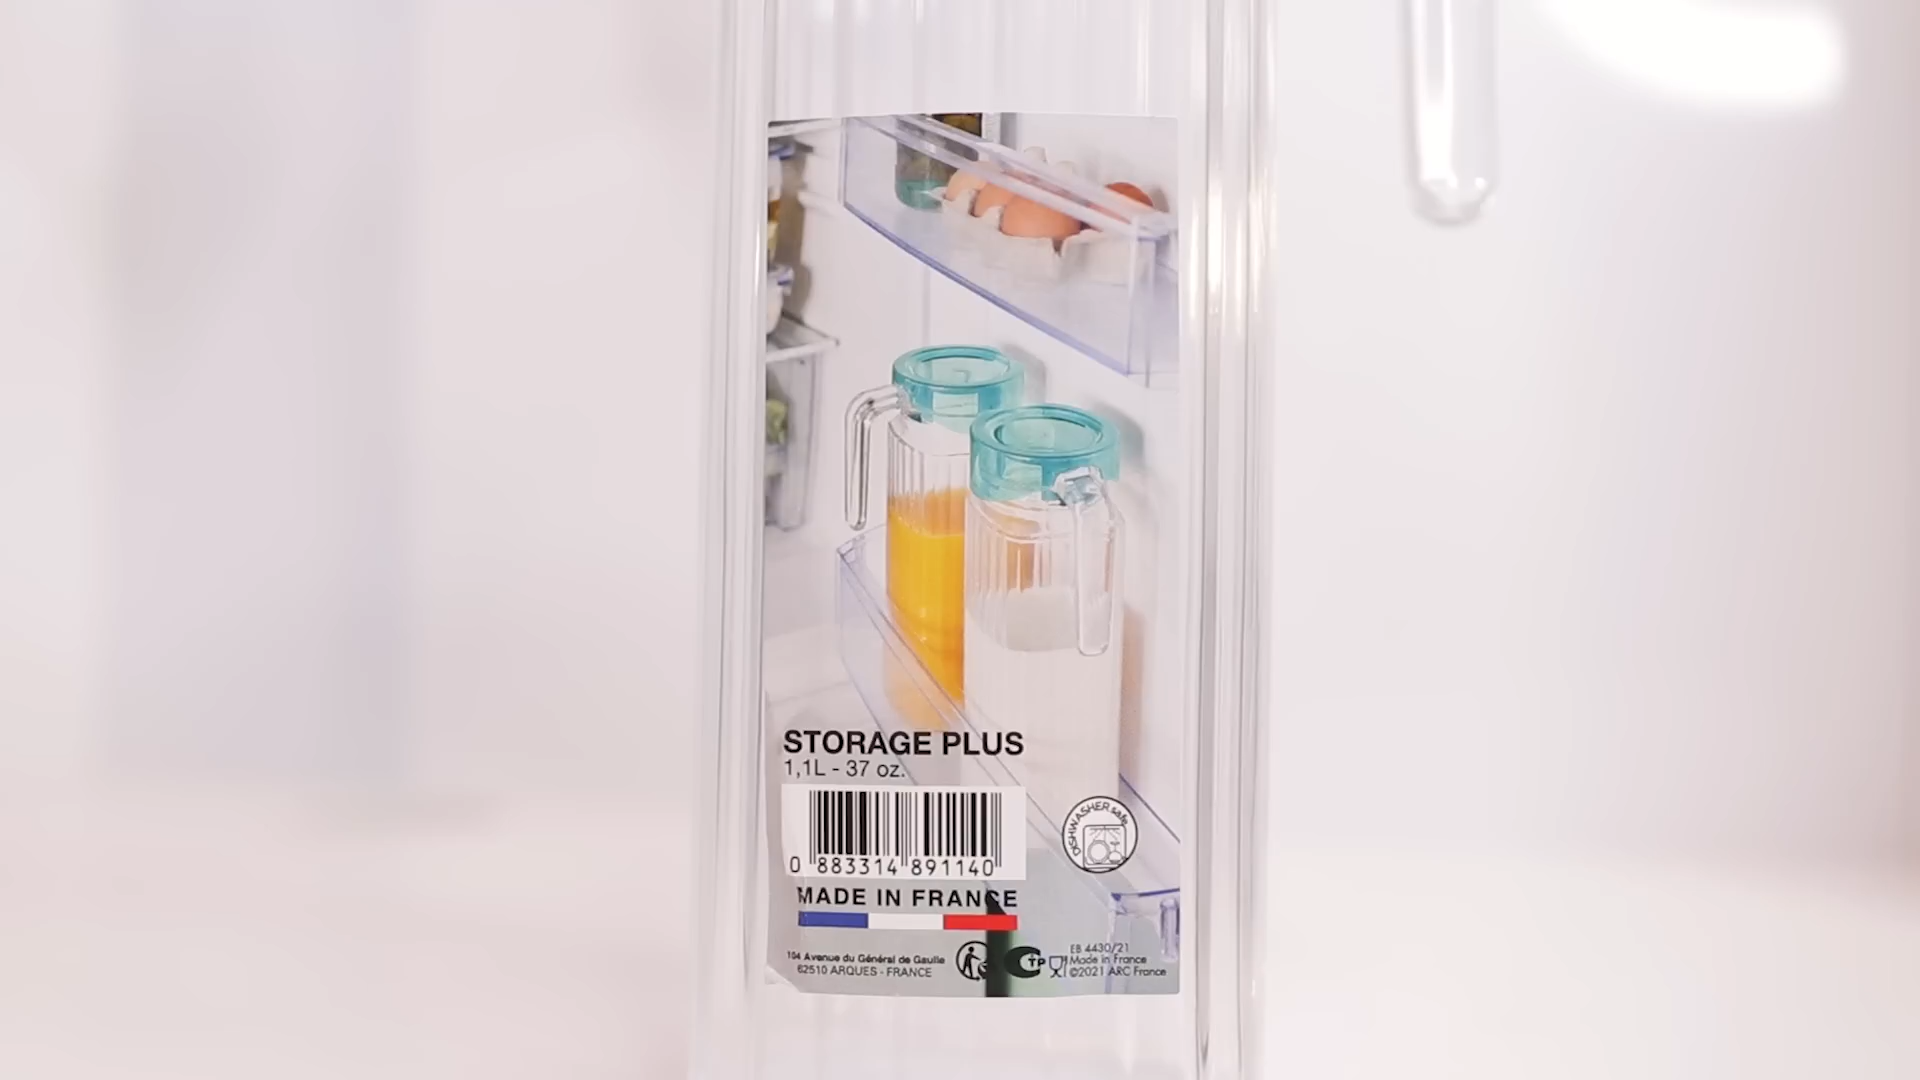 STORAGE PLUS
1,1L - 37 oz.
DISHWASHER safe
0 883314 891140
MADE IN FRANCE
104 Avenue du Général de Gaulle
62510 ARQUES - FRANCE
TP
EB 4430/21
Made in France
©2021 ARC France